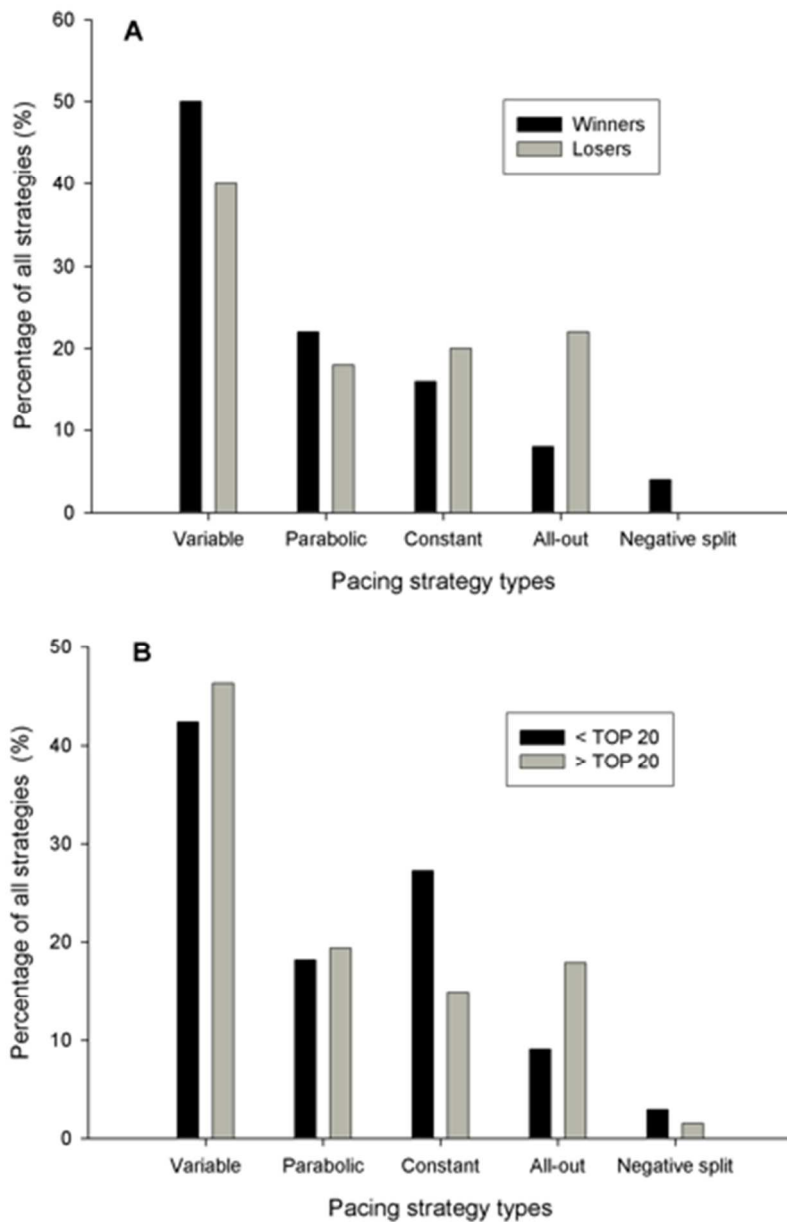 A
60
50
40
30
20
10
0
Percentage of all strategies (%)
Winners
Losers
Variable Parabolic Constant All-out Negative split
Pacing strategy types
B
50
40
30
20
10
0
Percentage of all strategies (%)
< TOP 20
> TOP 20
Variable Parabolic Constant All-out Negative split
Pacing strategy types